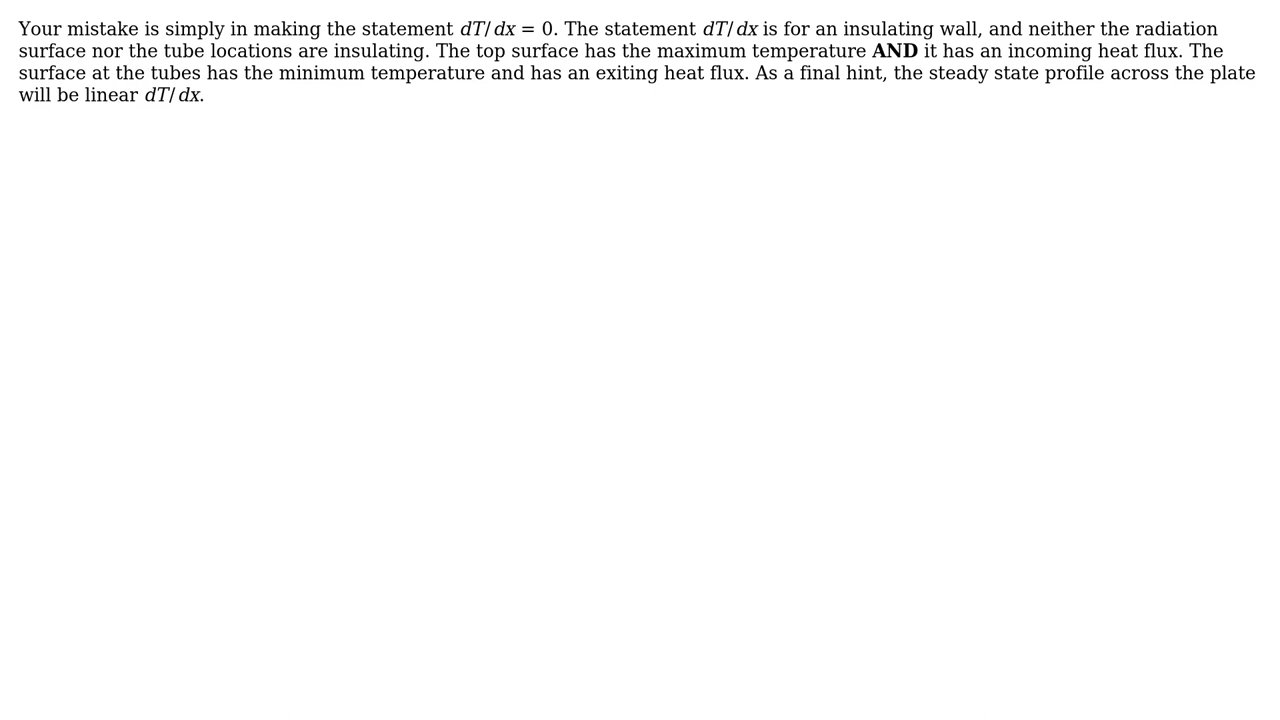 Your mistake is simply in making the statement dT/dx = 0. The statement dT/dx is for an insulating wall, and neither the radiation
surface nor the tube locations are insulating. The top surface has the maximum temperature AND it has an incoming heat flux. The
surface at the tubes has the minimum temperature and has an exiting heat flux. As a final hint, the steady state profile across the plate
will be linear dT/dx.